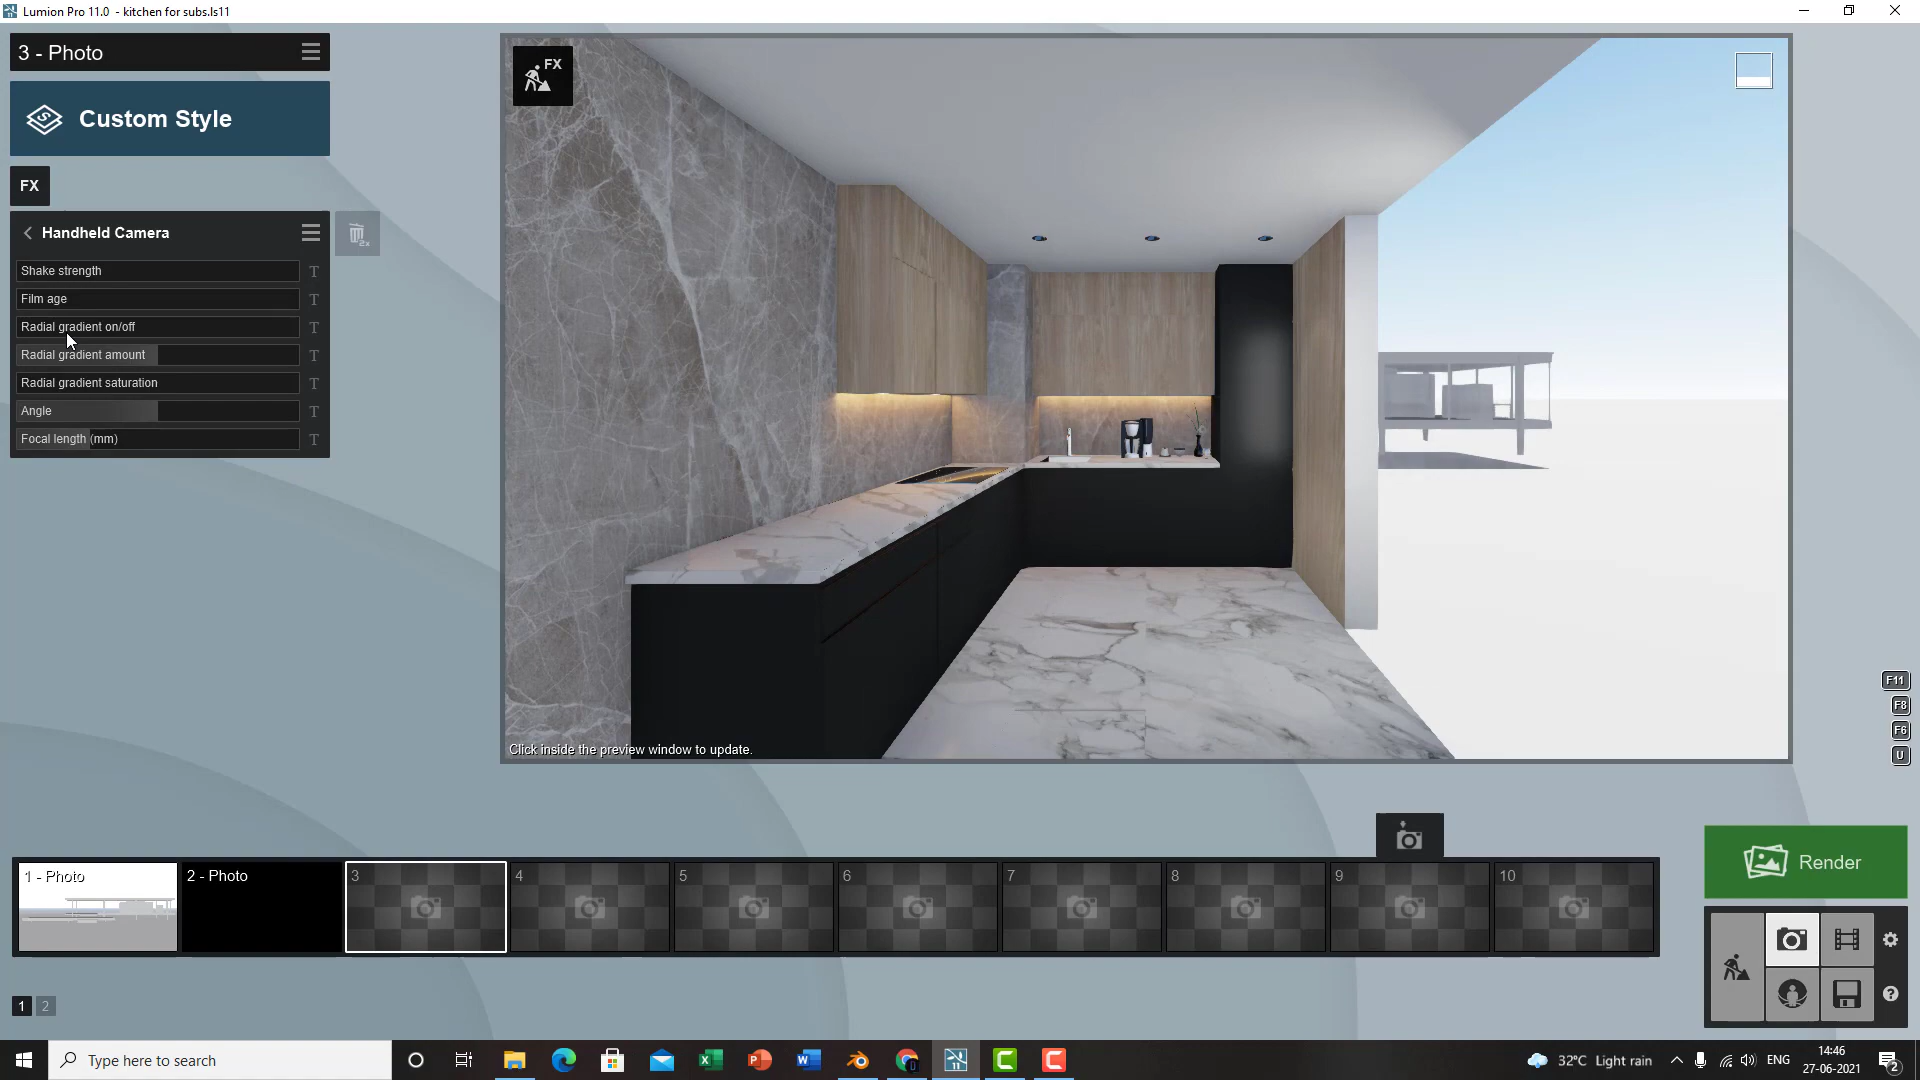 Lumion Pro 11.0 - kitchen for subs.ls11
3 - Photo
Custom Style
FX
Handheld Camera
2x
Shake strength T
Film age T
Radial gradient on/off T
Radial gradient amount T
Radial gradient saturation T
Angle T
Focal length (mm) T
FX
Click inside the preview window to update.
F11
F8
F6
U
1 - Photo
2 - Photo
3
4
5
6
7
8
9
10
Render
1 2
Type here to search
32°C Light rain
ENG
14:46
27-06-2021
2